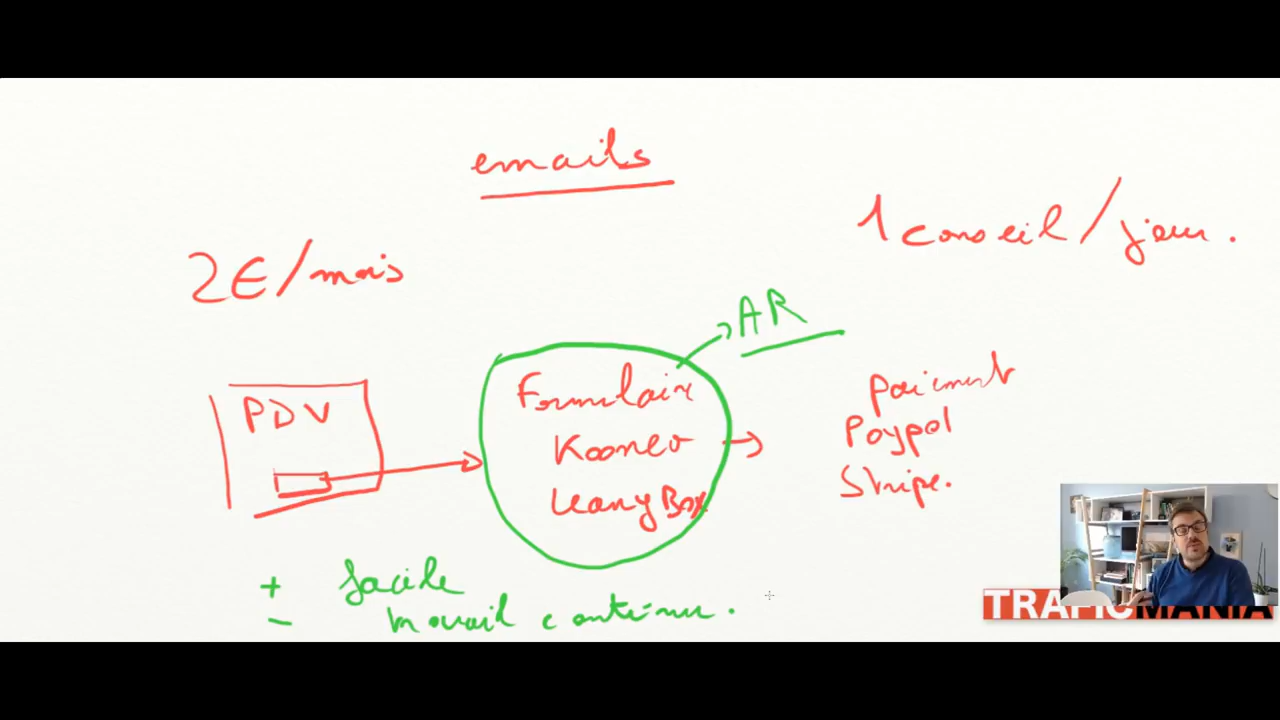 emails
1 conseil/jour.
2€/mois
AR
PDV
Formulaire
Kooneo
LearnyBox
Paiement
Paypal
Stripe.
+ facile
- travail continu.
TRAFICMANIA